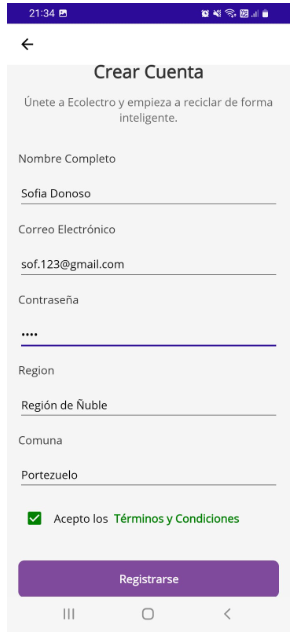 21:34
Crear Cuenta
Únete a Ecolectro y empieza a reciclar de forma
inteligente.
Nombre Completo
Sofia Donoso
Correo Electrónico
sof.123@gmail.com
Contraseña
••••
Region
Región de Ñuble
Comuna
Portezuelo
Acepto los Términos y Condiciones
Registrarse